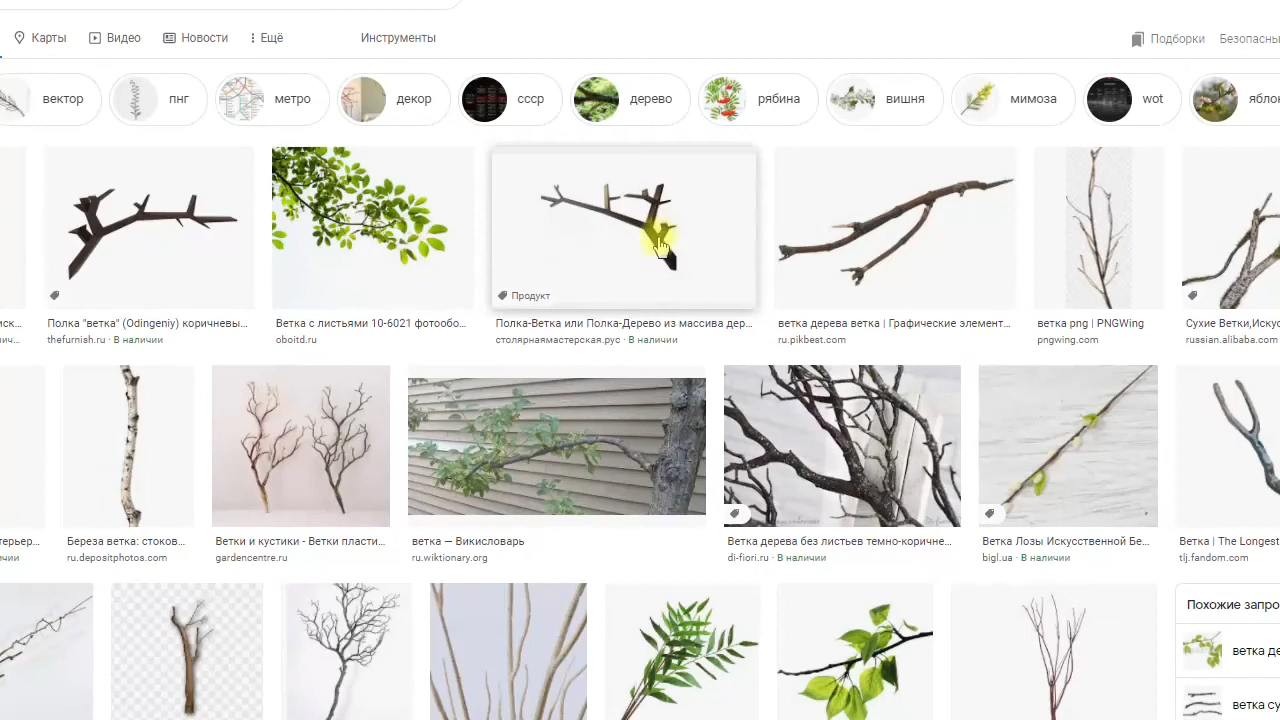 Карты Видео Новости Ещё Инструменты Подборки
вектор пнг метро декор ссср дерево рябина вишня мимоза wot
Продукт
Полка "ветка" (Odingeniy) коричневы...
thefurnish.ru · В наличии
Ветка с листьями 10-6021 фотообо...
oboitd.ru
Полка-Ветка или Полка-Дерево из массива дер...
столярнаямастерская.рус · В наличии
ветка дерева ветка | Графические элемент...
ru.pikbest.com
ветка png | PNGWing
pngwing.com
Сухие Ветки,Искус
russian.alibaba.com
Береза ветка: стоков...
ru.depositphotos.com
Ветки и кустики - Ветки пласти...
gardencentre.ru
ветка — Викисловарь
ru.wiktionary.org
Ветка дерева без листьев темно-коричне...
di-fiori.ru · В наличии
Ветка Лозы Искусственной Бе...
bigl.ua · В наличии
Ветка | The Longest
tlj.fandom.com
Похожие запро
ветка де
ветка су